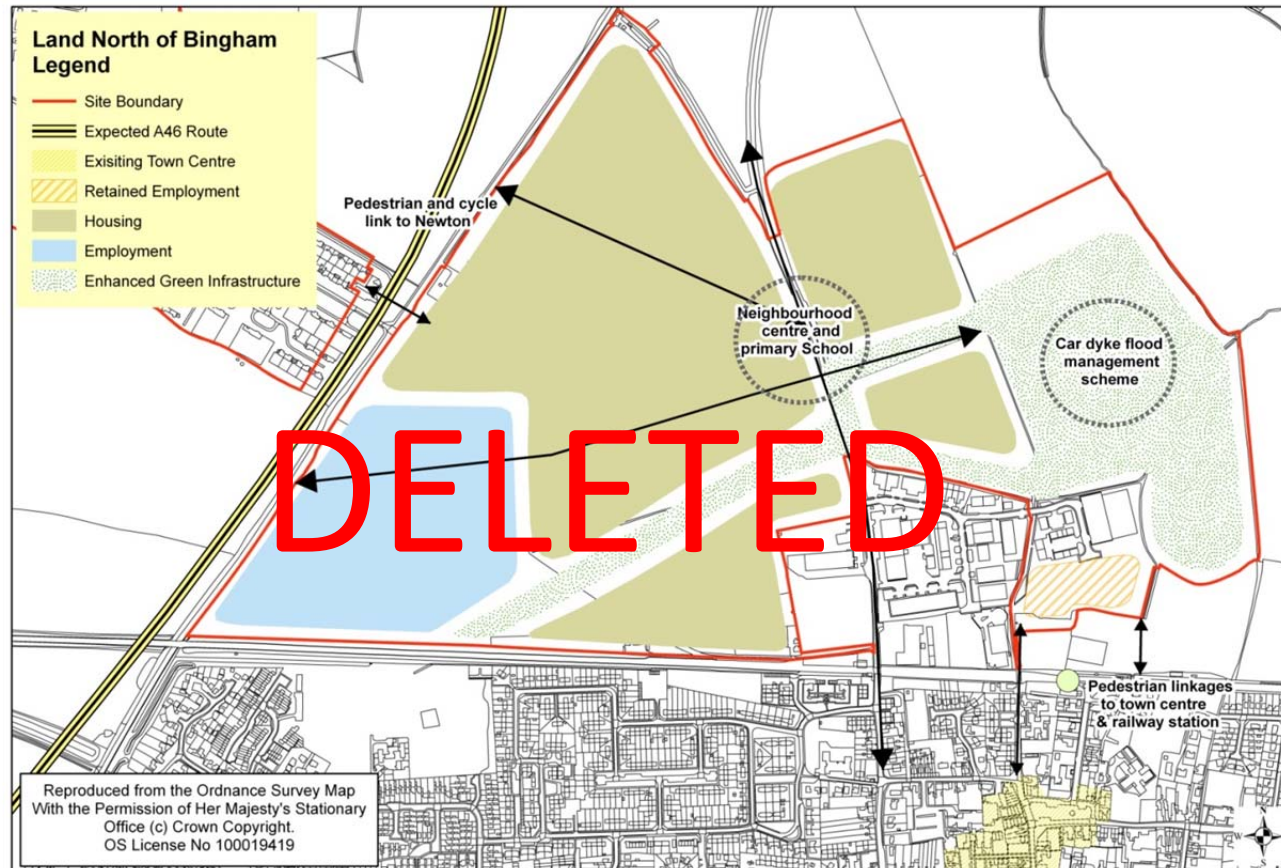 Land North of Bingham
Legend
Site Boundary
Expected A46 Route
Exisiting Town Centre
Retained Employment
Housing
Employment
Enhanced Green Infrastructure
Pedestrian and cycle
link to Newton
Neighbourhood
centre and
primary School
Car dyke flood
management
scheme
DELETED
Pedestrian linkages
to town centre
& railway station
Reproduced from the Ordnance Survey Map
With the Permission of Her Majesty's Stationary
Office (c) Crown Copyright.
OS License No 100019419
N
W
E
S